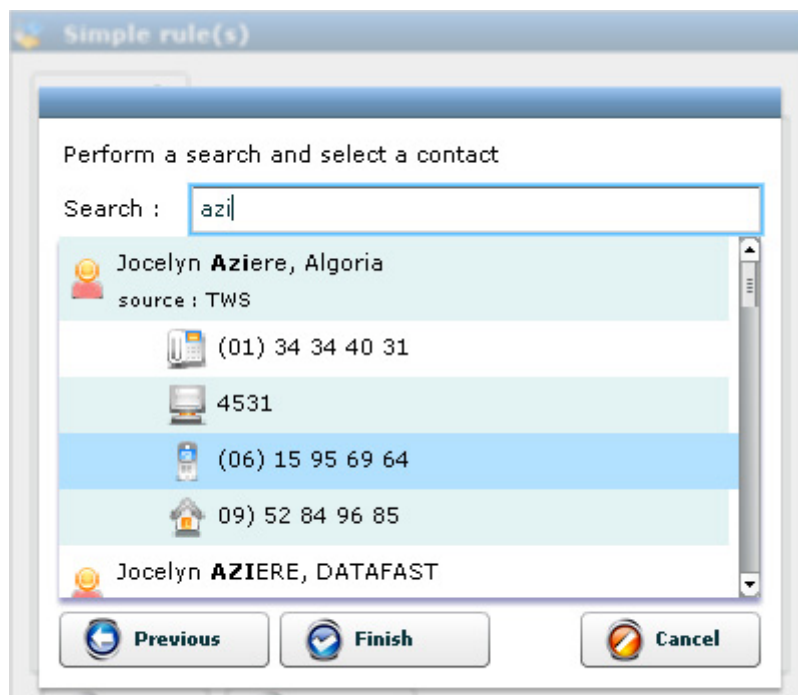 Simple rule(s)
Perform a search and select a contact
Search : azi
Jocelyn Aziere, Algoria
source : TWS
(01) 34 34 40 31
4531
(06) 15 95 69 64
09) 52 84 96 85
Jocelyn AZIERE, DATAFAST
Previous Finish Cancel